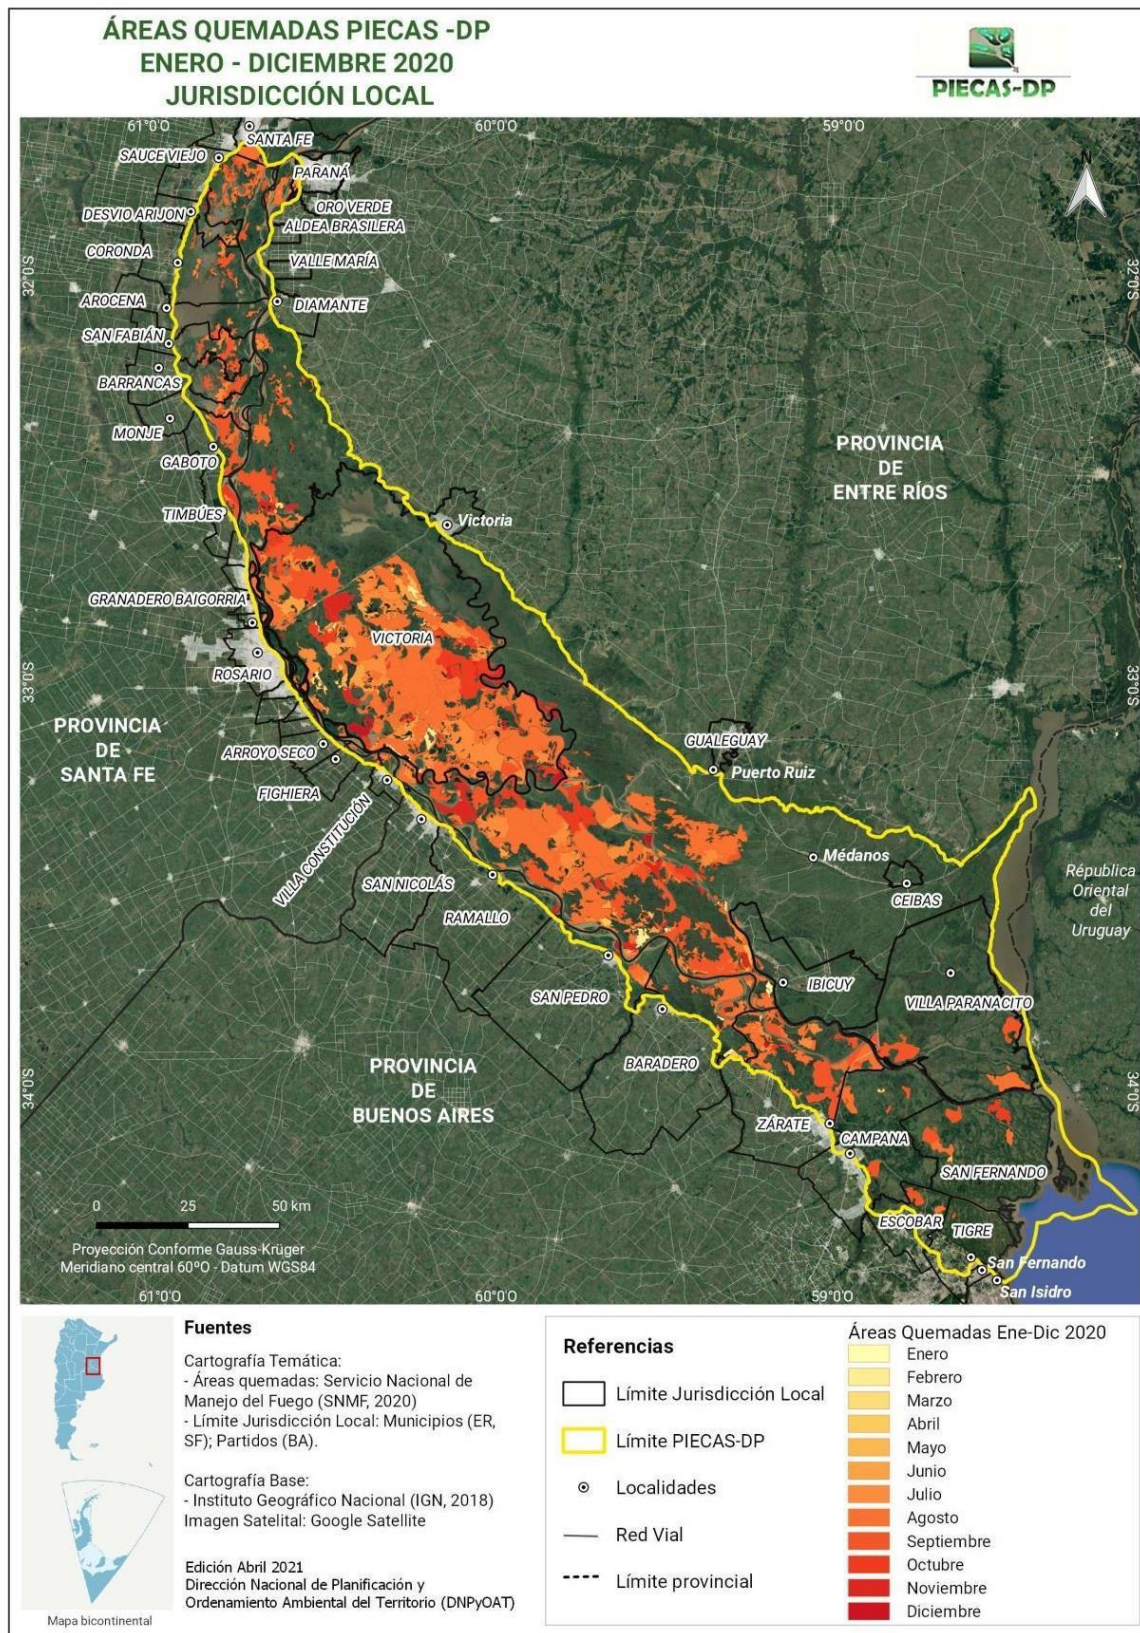 ÁREAS QUEMADAS PIECAS -DP
ENERO - DICIEMBRE 2020
JURISDICCIÓN LOCAL
PIECAS-DP
61°0'O
60°0'O
59°0'O
SANTA FE
SAUCE VIEJO
PARANÁ
N
ORO VERDE
DESVIO ARIJON
ALDEA BRASILERA
CORONDA
VALLE MARÍA
32°0'S
32°0'S
AROCENA
DIAMANTE
SAN FABIÁN
BARRANCAS
MONJE
GABOTO
PROVINCIA
DE
ENTRE RÍOS
TIMBÚES
Victoria
GRANADERO BAIGORRIA
VICTORIA
ROSARIO
33°0'S
33°0'S
PROVINCIA
DE
SANTA FE
ARROYO SECO
GUALEGUAY
Puerto Ruiz
FIGHIERA
VILLA CONSTITUCIÓN
Médanos
SAN NICOLÁS
CEIBAS
República
Oriental
del
Uruguay
RAMALLO
SAN PEDRO
IBICUY
VILLA PARANACITO
BARADERO
PROVINCIA
DE
BUENOS AIRES
34°0'S
34°0'S
ZÁRATE
CAMPANA
SAN FERNANDO
ESCOBAR
TIGRE
San Fernando
San Isidro
0 25 50 km
Proyección Conforme Gauss-Krüger
Meridiano central 60ºO - Datum WGS84
61°0'O
60°0'O
59°0'O
Mapa bicontinental
Fuentes
Cartografía Temática:
- Áreas quemadas: Servicio Nacional de
Manejo del Fuego (SNMF, 2020)
- Límite Jurisdicción Local: Municipios (ER,
SF); Partidos (BA).
Cartografía Base:
- Instituto Geográfico Nacional (IGN, 2018)
Imagen Satelital: Google Satellite
Edición Abril 2021
Dirección Nacional de Planificación y
Ordenamiento Ambiental del Territorio (DNPyOAT)
Referencias
Límite Jurisdicción Local
Límite PIECAS-DP
Localidades
Red Vial
Límite provincial
Áreas Quemadas Ene-Dic 2020
Enero
Febrero
Marzo
Abril
Mayo
Junio
Julio
Agosto
Septiembre
Octubre
Noviembre
Diciembre